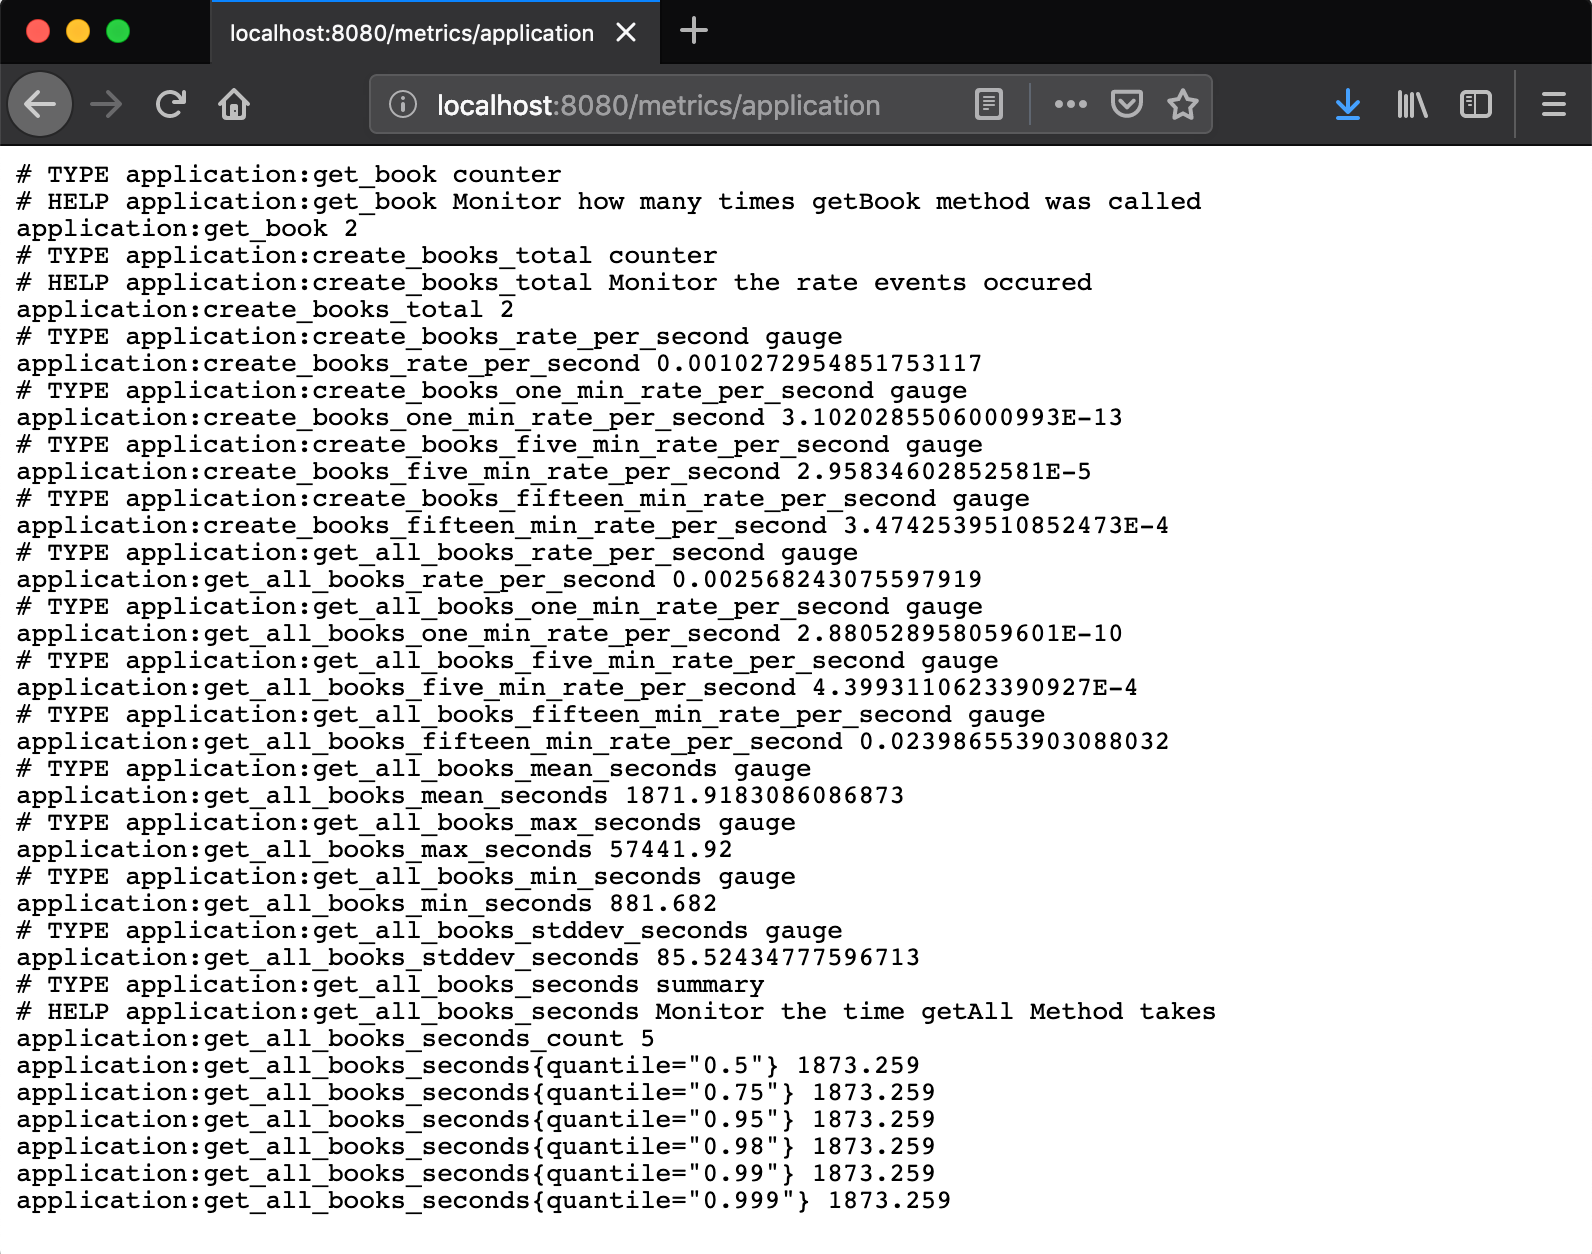 localhost:8080/metrics/application
localhost:8080/metrics/application
# TYPE application:get_book counter
# HELP application:get_book Monitor how many times getBook method was called
application:get_book 2
# TYPE application:create_books_total counter
# HELP application:create_books_total Monitor the rate events occured
application:create_books_total 2
# TYPE application:create_books_rate_per_second gauge
application:create_books_rate_per_second 0.0010272954851753117
# TYPE application:create_books_one_min_rate_per_second gauge
application:create_books_one_min_rate_per_second 3.1020285506000993E-13
# TYPE application:create_books_five_min_rate_per_second gauge
application:create_books_five_min_rate_per_second 2.95834602852581E-5
# TYPE application:create_books_fifteen_min_rate_per_second gauge
application:create_books_fifteen_min_rate_per_second 3.4742539510852473E-4
# TYPE application:get_all_books_rate_per_second gauge
application:get_all_books_rate_per_second 0.002568243075597919
# TYPE application:get_all_books_one_min_rate_per_second gauge
application:get_all_books_one_min_rate_per_second 2.880528958059601E-10
# TYPE application:get_all_books_five_min_rate_per_second gauge
application:get_all_books_five_min_rate_per_second 4.3993110623390927E-4
# TYPE application:get_all_books_fifteen_min_rate_per_second gauge
application:get_all_books_fifteen_min_rate_per_second 0.023986553903088032
# TYPE application:get_all_books_mean_seconds gauge
application:get_all_books_mean_seconds 1871.9183086086873
# TYPE application:get_all_books_max_seconds gauge
application:get_all_books_max_seconds 57441.92
# TYPE application:get_all_books_min_seconds gauge
application:get_all_books_min_seconds 881.682
# TYPE application:get_all_books_stddev_seconds gauge
application:get_all_books_stddev_seconds 85.52434777596713
# TYPE application:get_all_books_seconds summary
# HELP application:get_all_books_seconds Monitor the time getAll Method takes
application:get_all_books_seconds_count 5
application:get_all_books_seconds{quantile="0.5"} 1873.259
application:get_all_books_seconds{quantile="0.75"} 1873.259
application:get_all_books_seconds{quantile="0.95"} 1873.259
application:get_all_books_seconds{quantile="0.98"} 1873.259
application:get_all_books_seconds{quantile="0.99"} 1873.259
application:get_all_books_seconds{quantile="0.999"} 1873.259